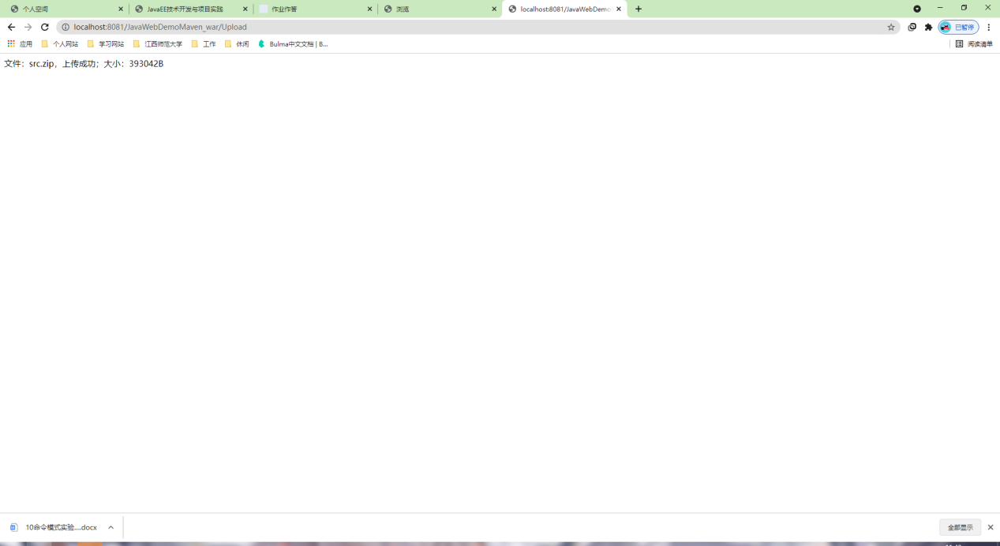 个人空间
JavaEE技术开发与项目实践
作业作答
浏览
localhost:8081/JavaWebDemo
localhost:8081/JavaWebDemoMaven_war/Upload
已暂停
应用
个人网站
学习网站
江西师范大学
工作
休闲
Bulma中文文档 | B...
阅读清单
文件：src.zip，上传成功；大小：393042B
10命令模式实验....docx
全部显示